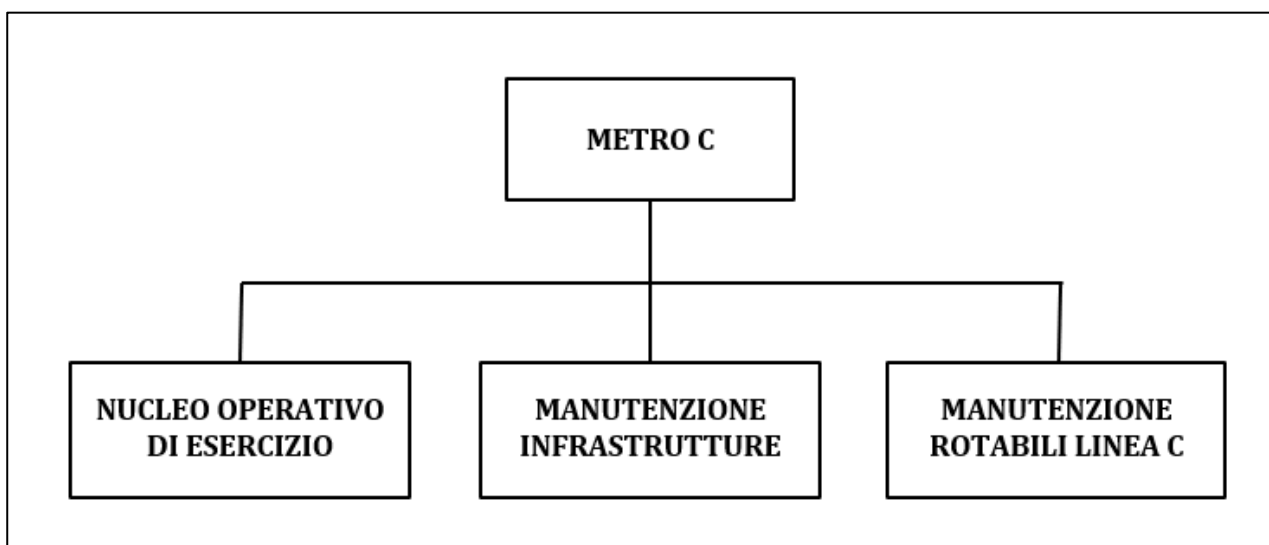 METRO C
NUCLEO OPERATIVO
DI ESERCIZIO
MANUTENZIONE
INFRASTRUTTURE
MANUTENZIONE
ROTABILI LINEA C